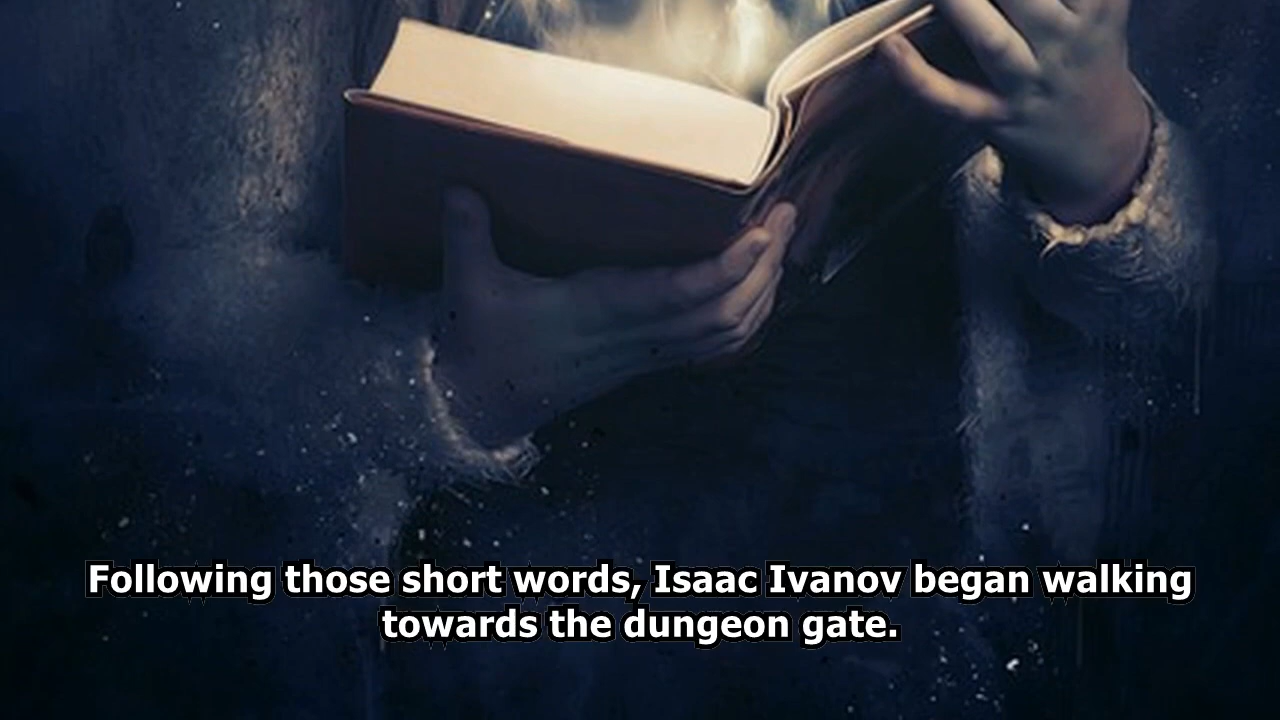 Following those short words, Isaac Ivanov began walking
towards the dungeon gate.